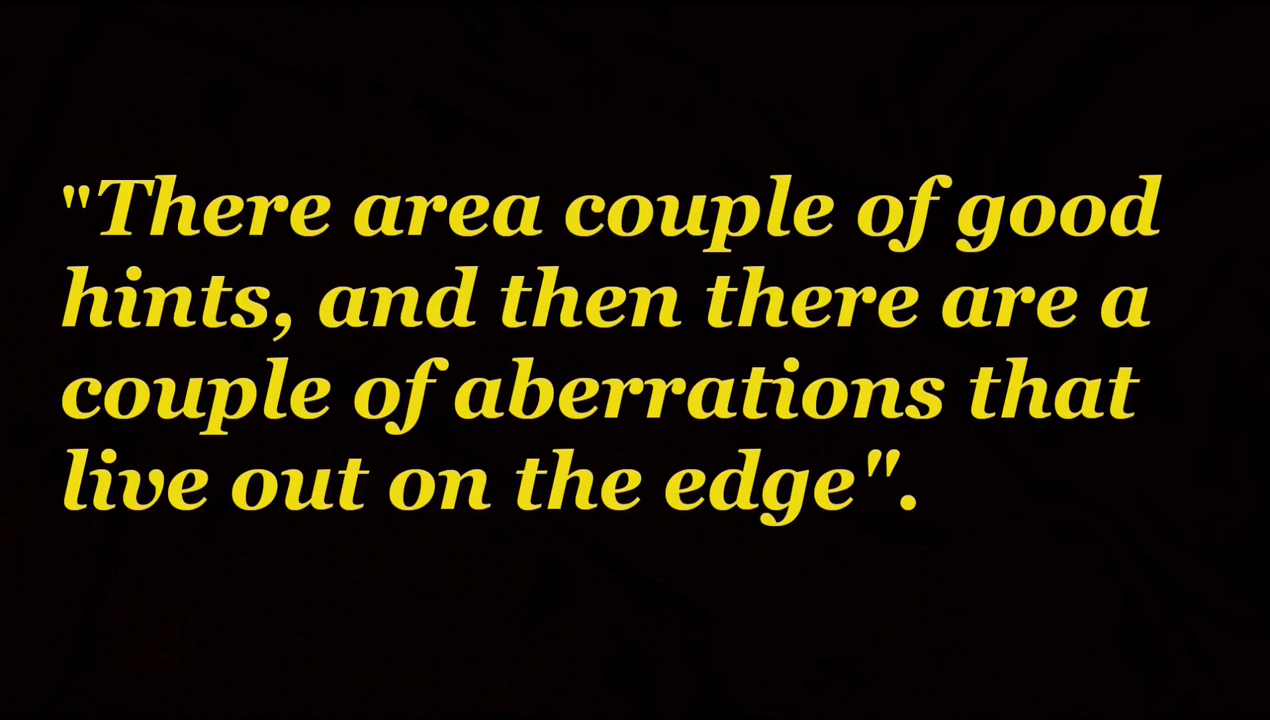 "There area couple of good
hints, and then there are a
couple of aberrations that
live out on the edge".